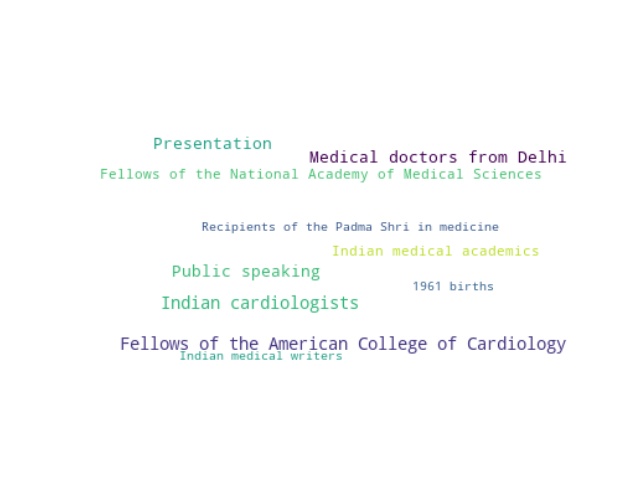 Presentation
Medical doctors from Delhi
Fellows of the National Academy of Medical Sciences
Recipients of the Padma Shri in medicine
Indian medical academics
Public speaking
1961 births
Indian cardiologists
Fellows of the American College of Cardiology
Indian medical writers